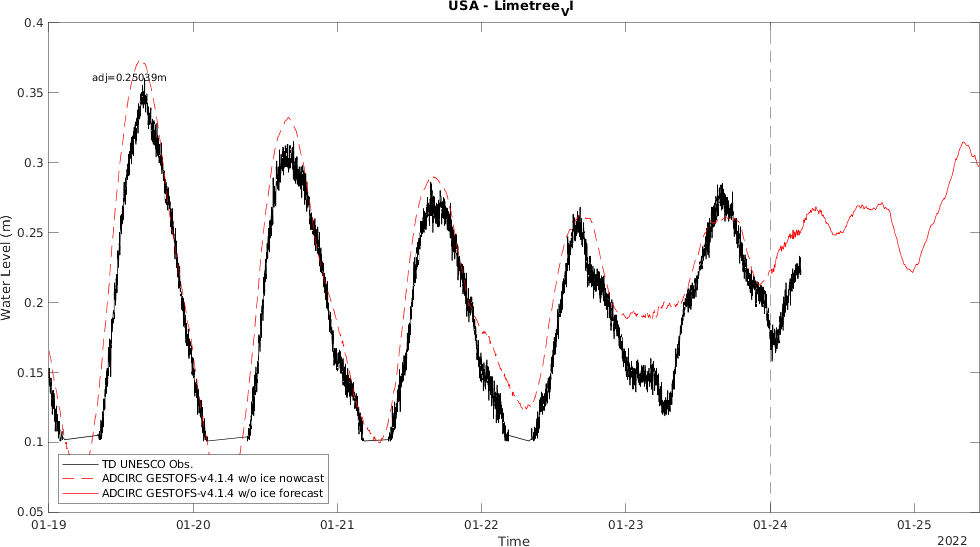 USA - Limetree_VI
0.4
adj=0.25039m
0.35
0.3
0.25
0.2
0.15
0.1
0.05
Water Level (m)
TD UNESCO Obs.
ADCIRC GESTOFS-v4.1.4 w/o ice nowcast
ADCIRC GESTOFS-v4.1.4 w/o ice forecast
01-19 01-20 01-21 01-22 01-23 01-24 01-25
Time
2022